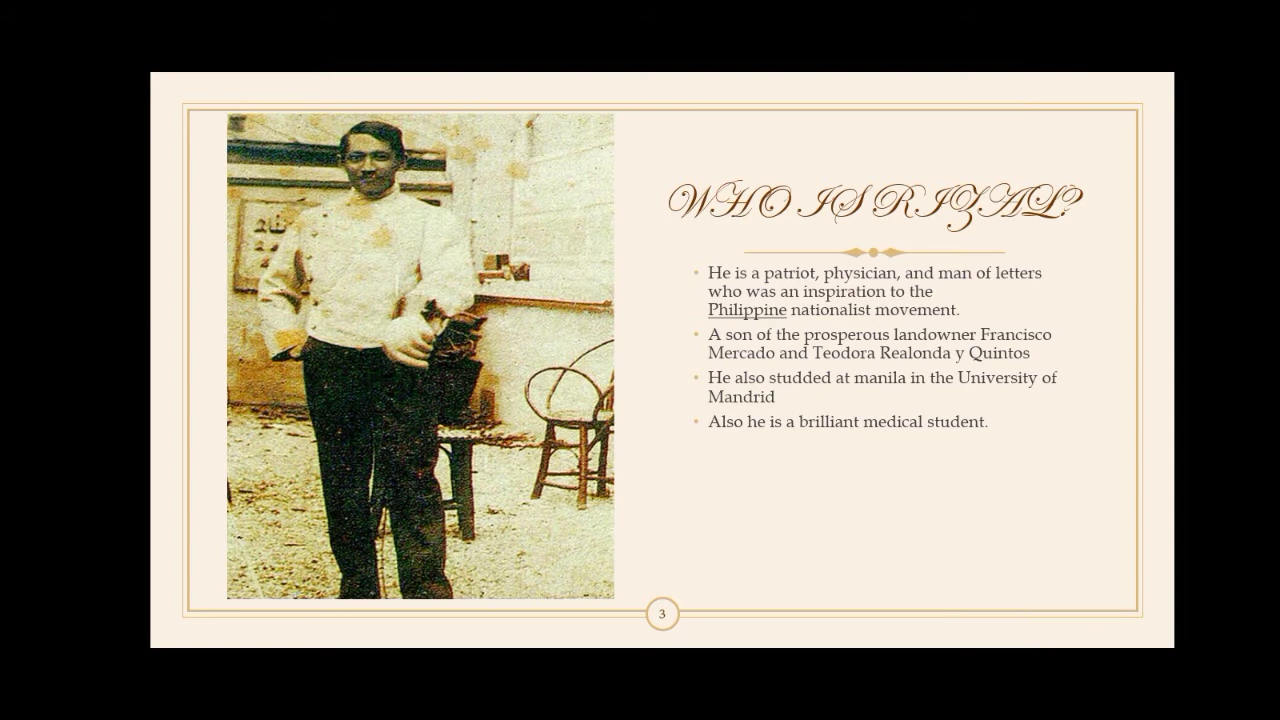 WHO IS RIZAL?
• He is a patriot, physician, and man of letters
who was an inspiration to the
Philippine nationalist movement.
• A son of the prosperous landowner Francisco
Mercado and Teodora Realonda y Quintos
• He also studded at manila in the University of
Mandrid
• Also he is a brilliant medical student.
3